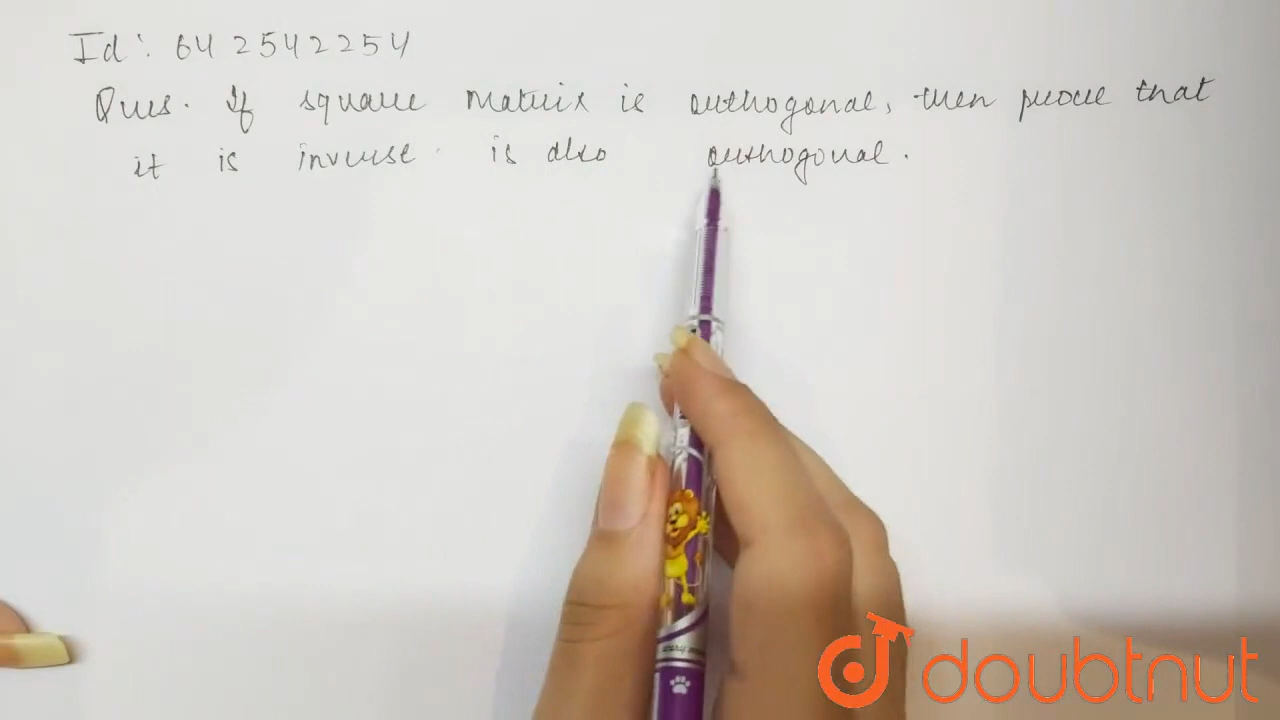 Id: 642542254
Ques. If square matrix is orthogonal, then prove that
it is inverse is also orthogonal.
doubtnut